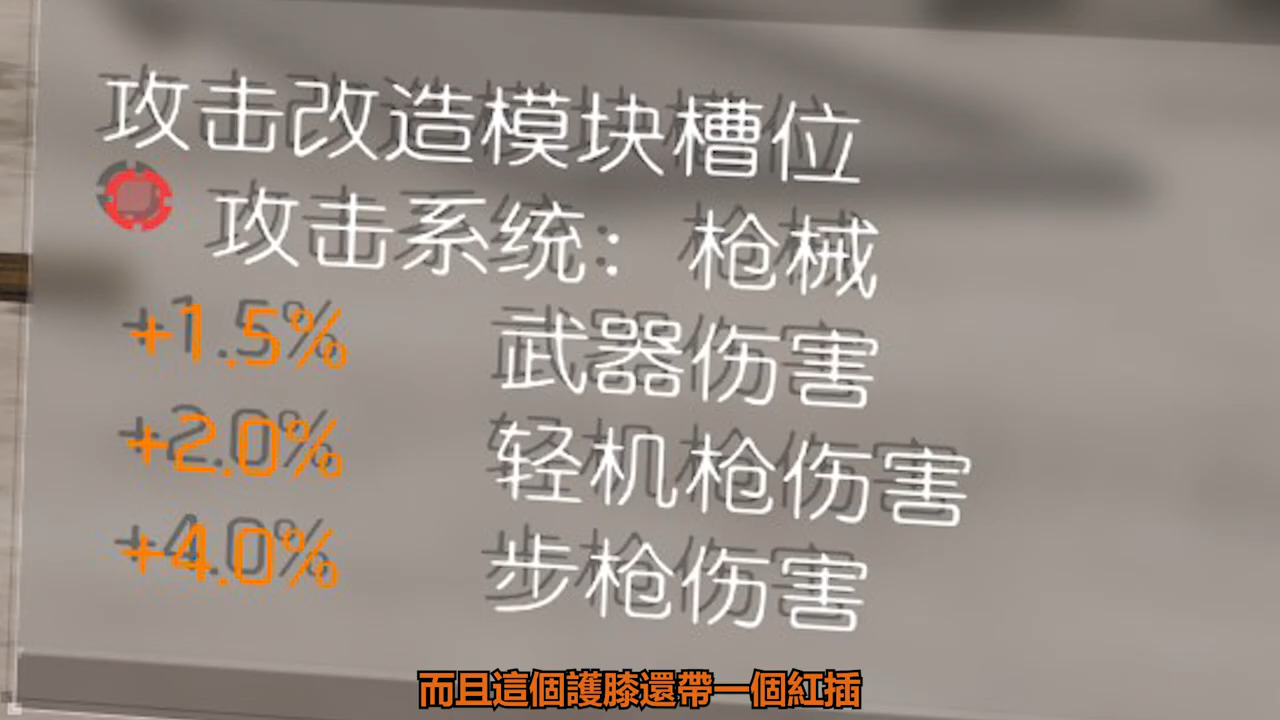 攻击改造模块槽位
攻击系统： 枪械
+1.5% 武器伤害
+2.0% 轻机枪伤害
+4.0% 步枪伤害
而且這個護膝還帶一個紅插